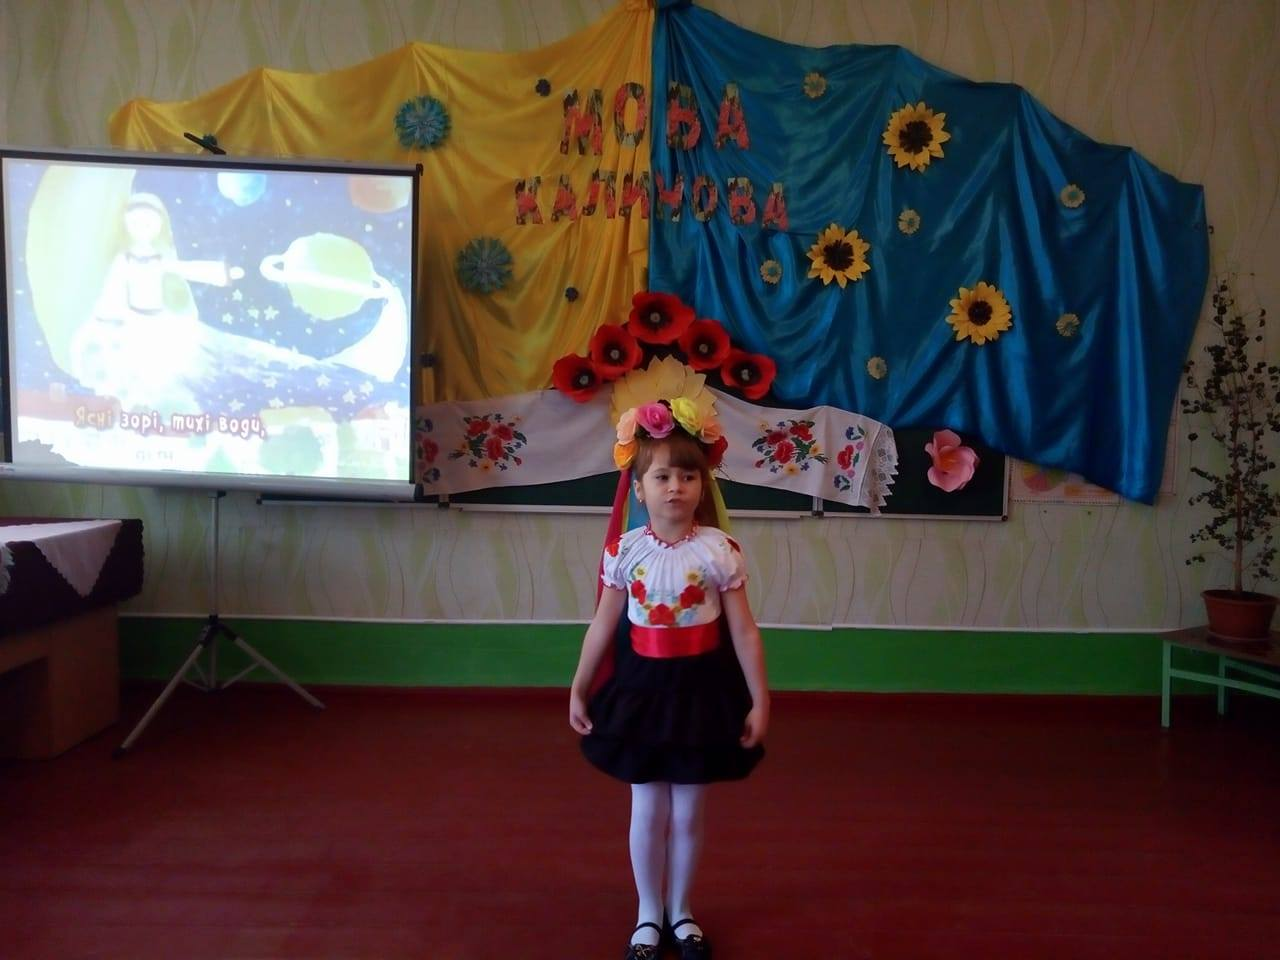 МОВА
КАЛИНОВА
Ясні зорі, тихі води,